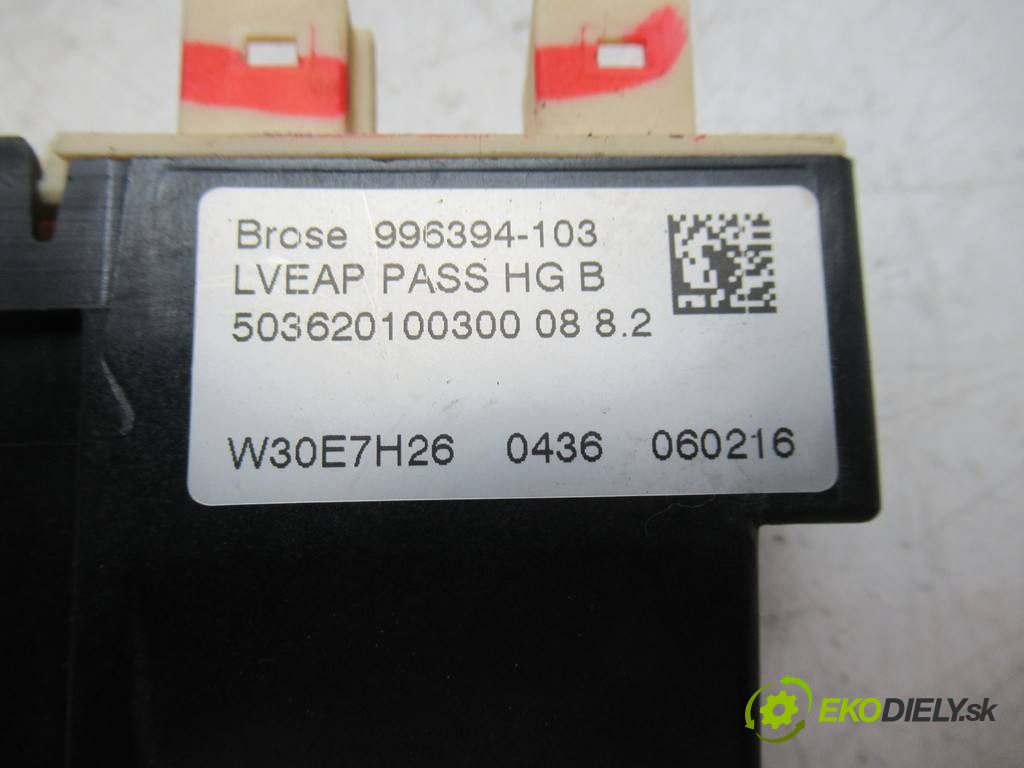 Brose 996394-103
LVEAP PASS HG B
503620100300 08 8.2
W30E7H26 0436 060216
EKODIELY.sk